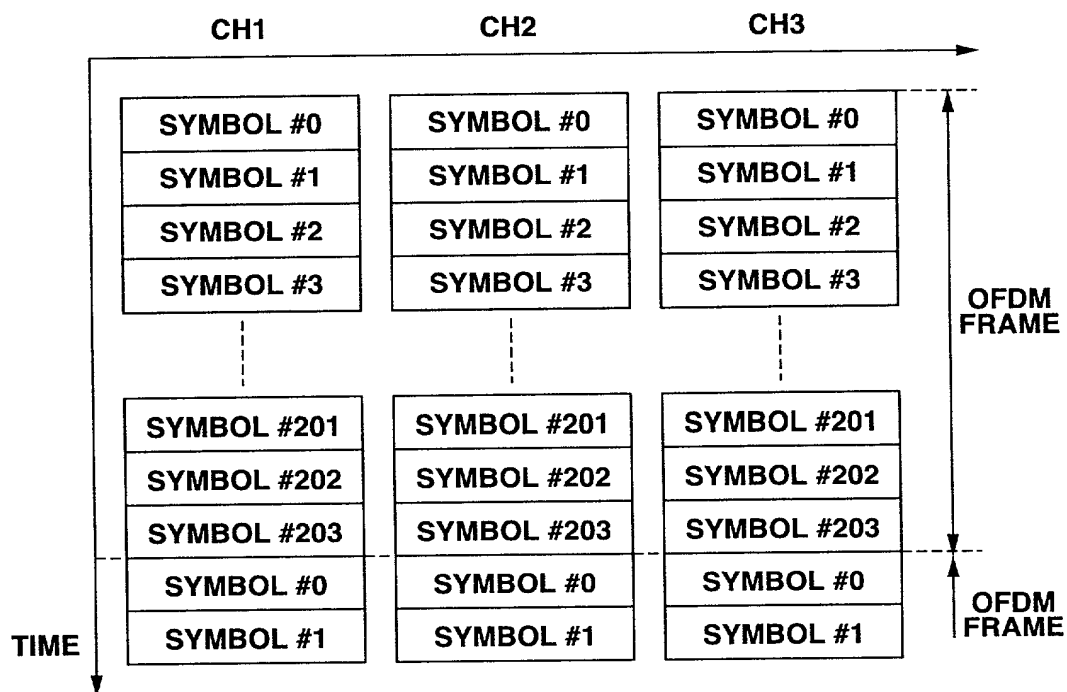 CH1 CH2 CH3
SYMBOL #0 SYMBOL #0 SYMBOL #0
SYMBOL #1 SYMBOL #1 SYMBOL #1
SYMBOL #2 SYMBOL #2 SYMBOL #2
SYMBOL #3 SYMBOL #3 SYMBOL #3
OFDM
FRAME
SYMBOL #201 SYMBOL #201 SYMBOL #201
SYMBOL #202 SYMBOL #202 SYMBOL #202
SYMBOL #203 SYMBOL #203 SYMBOL #203
SYMBOL #0 SYMBOL #0 SYMBOL #0
OFDM
FRAME
TIME SYMBOL #1 SYMBOL #1 SYMBOL #1